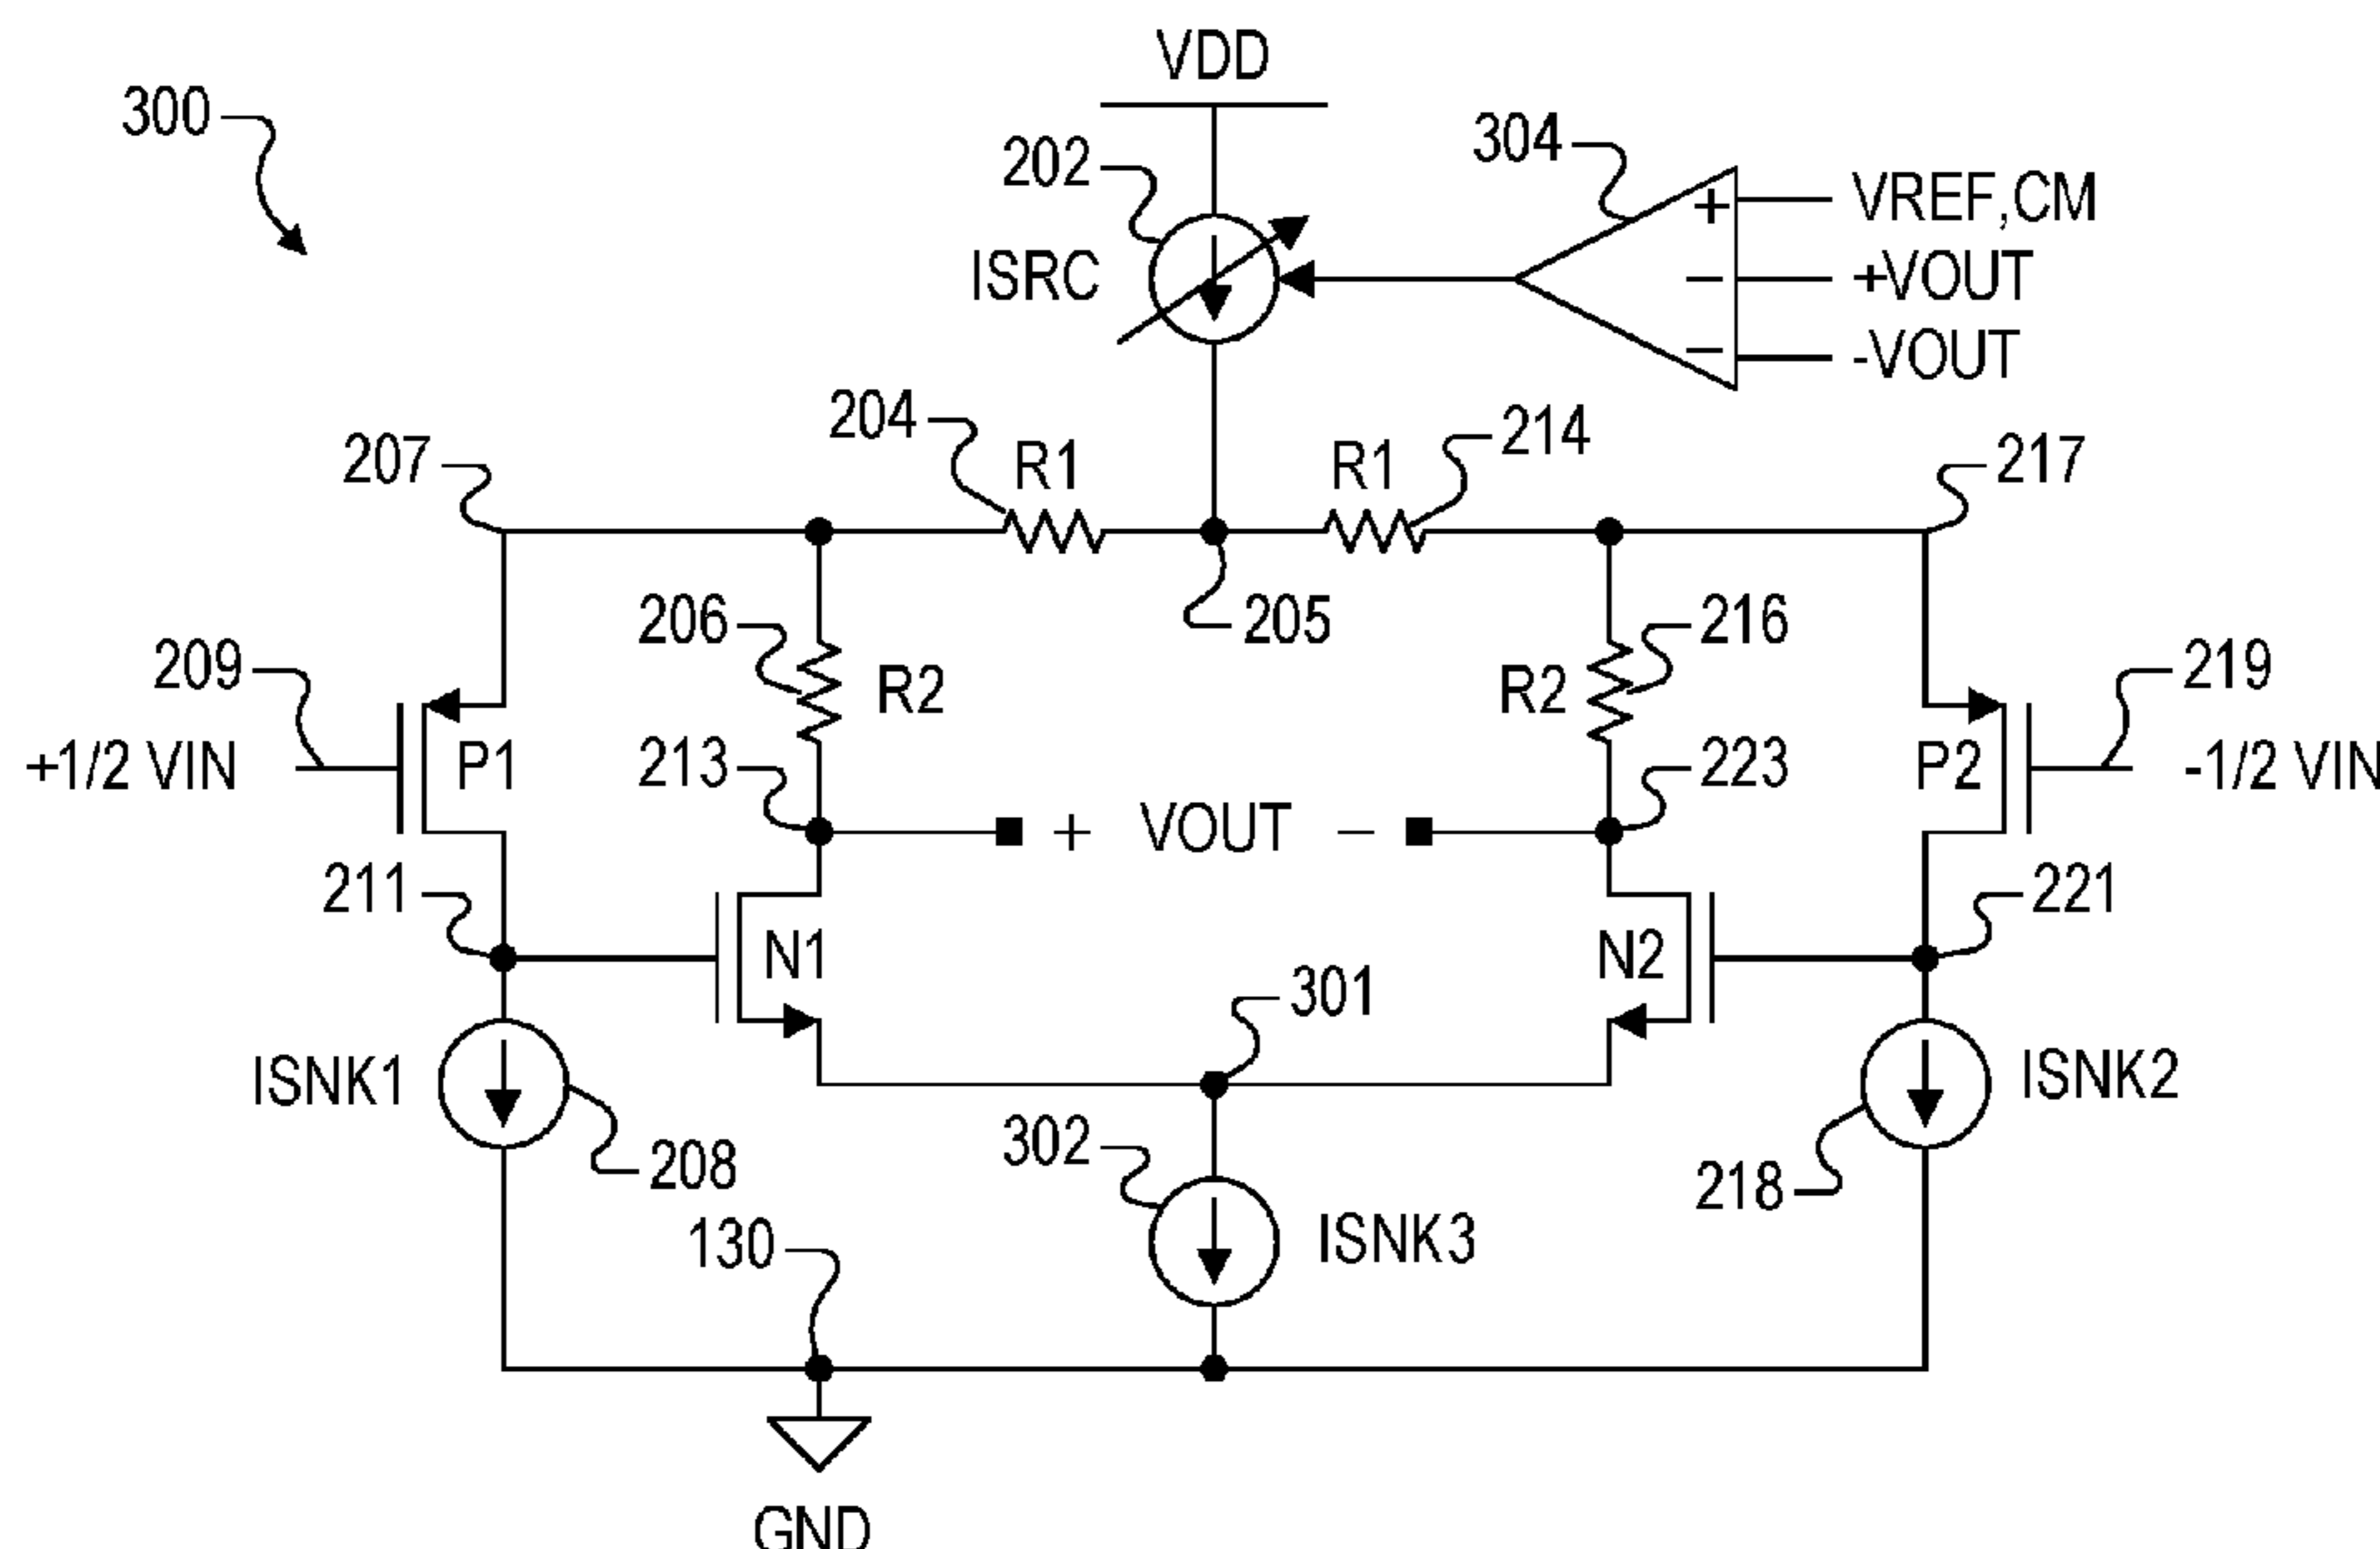 VDD
300
202
304
+
VREF,CM
ISRC
−
+VOUT
−
-VOUT
204
R1
R1
214
207
217
205
206
R2
R2
216
209
219
+1/2 VIN
P1
213
223
P2
-1/2 VIN
+ VOUT −
211
221
N1
N2
301
ISNK1
ISNK2
302
208
218
130
ISNK3
GND